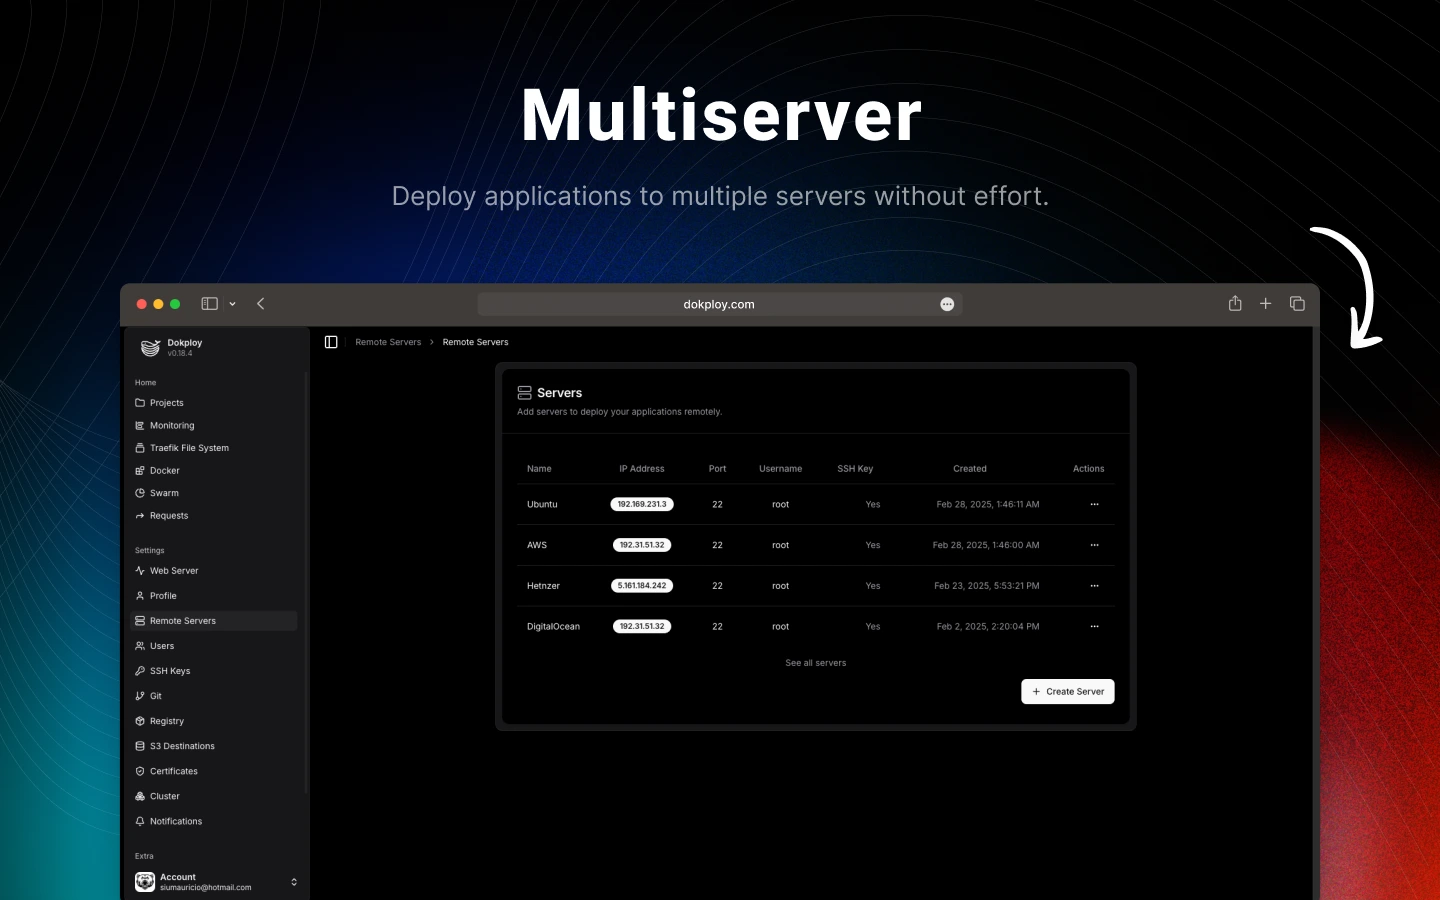 Multiserver
Deploy applications to multiple servers without effort.
dokploy.com
Dokploy
v0.18.4
Home
Projects
Monitoring
Traefik File System
Docker
Swarm
Requests
Settings
Web Server
Profile
Remote Servers
Users
SSH Keys
Git
Registry
S3 Destinations
Certificates
Cluster
Notifications
Extra
Account
siumauricio@hotmail.com
Remote Servers > Remote Servers
Servers
Add servers to deploy your applications remotely.
Name IP Address Port Username SSH Key Created Actions
Ubuntu 192.169.231.3 22 root Yes Feb 28, 2025, 1:46:11 AM
AWS 192.31.51.32 22 root Yes Feb 28, 2025, 1:46:00 AM
Hetnzer 5.161.184.242 22 root Yes Feb 23, 2025, 5:53:21 PM
DigitalOcean 192.31.51.32 22 root Yes Feb 2, 2025, 2:20:04 PM
See all servers
+ Create Server